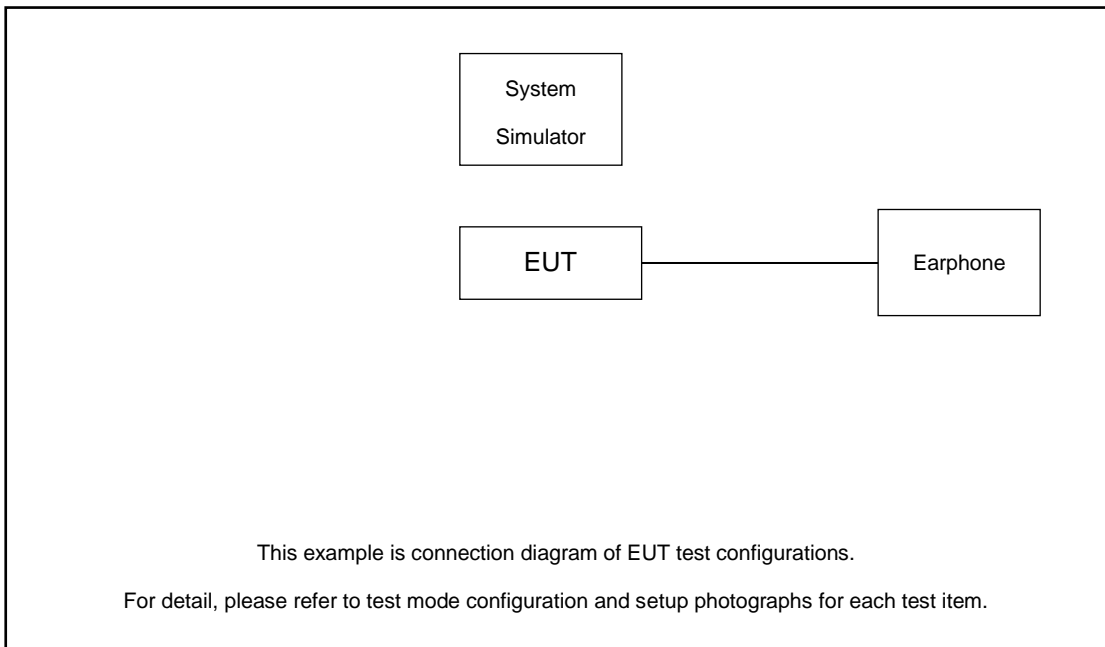 System
Simulator
EUT
Earphone
This example is connection diagram of EUT test configurations.
For detail, please refer to test mode configuration and setup photographs for each test item.